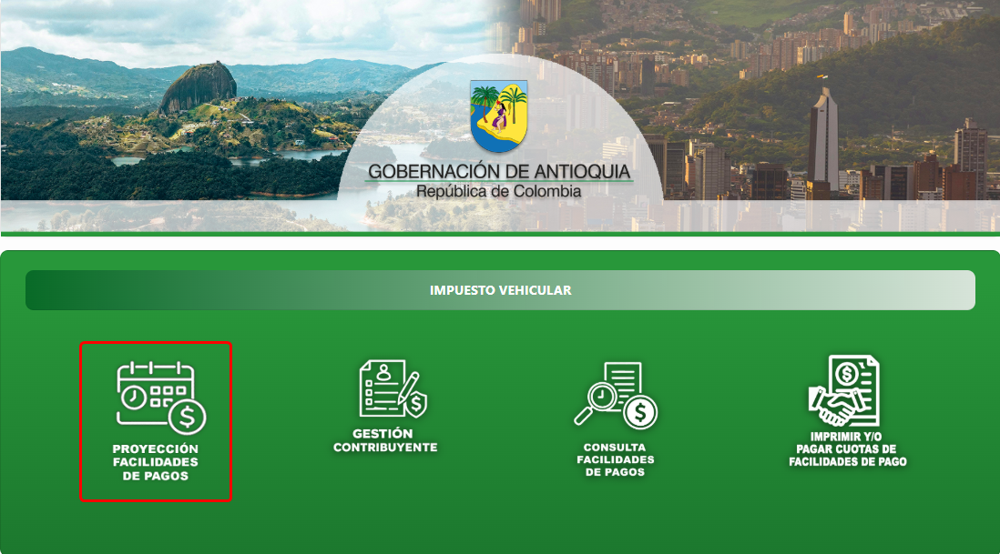 GOBERNACIÓN DE ANTIOQUIA
República de Colombia
IMPUESTO VEHICULAR
PROYECCIÓN
FACILIDADES
DE PAGOS
GESTIÓN
CONTRIBUYENTE
CONSULTA
FACILIDADES
DE PAGOS
IMPRIMIR Y/O
PAGAR CUOTAS DE
FACILIDADES DE PAGO